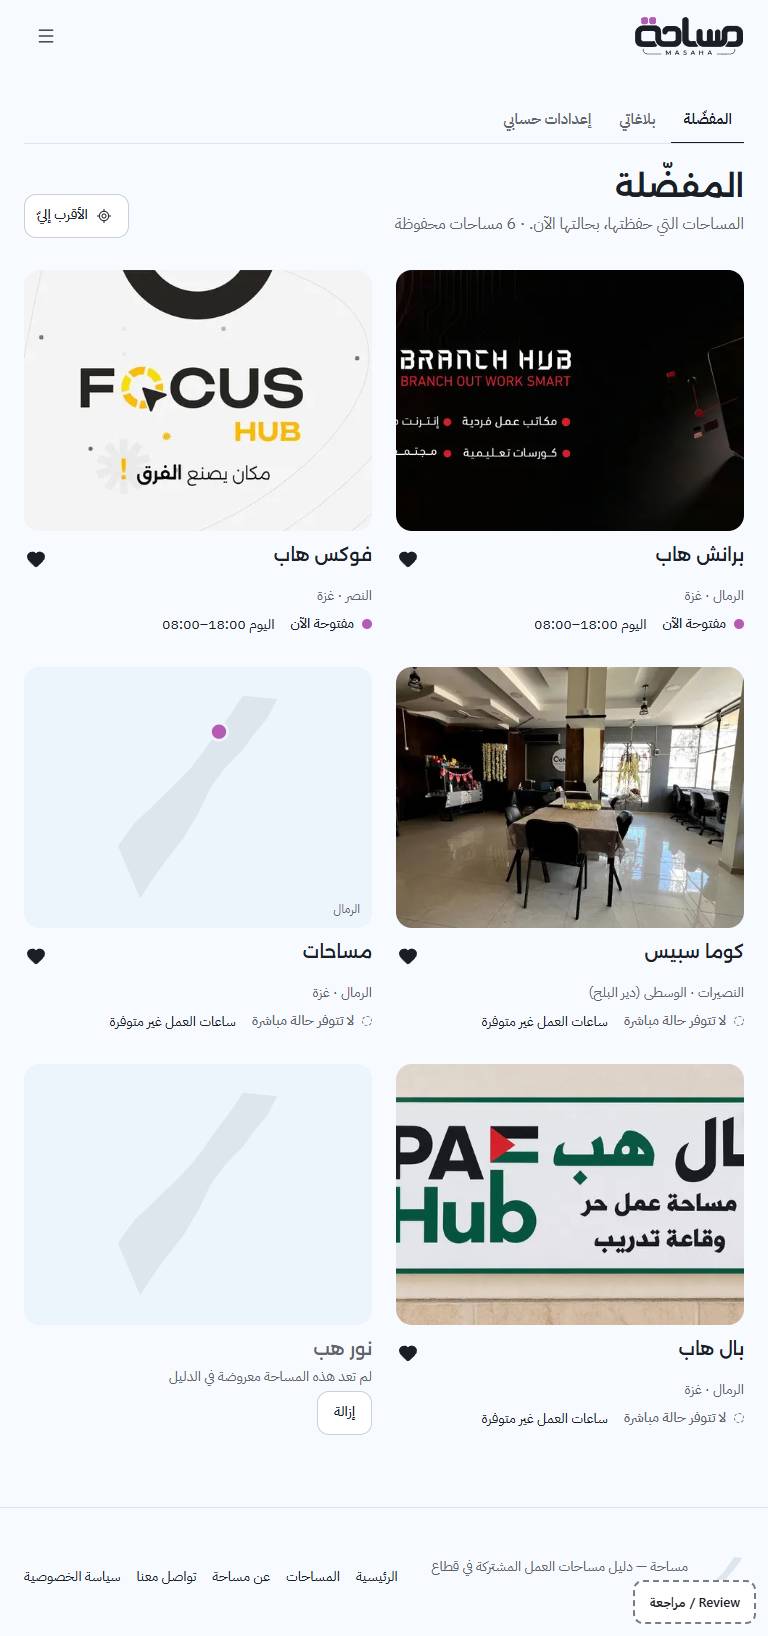 مساحة
MASAHA
المفضّلة
بلاغاتي
إعدادات حسابي
المفضّلة
المساحات التي حفظتها، بحالتها الآن. · 6 مساحات محفوظة
الأقرب إليّ
BRANCH HUB
BRANCH OUT WORK SMART
مكاتب عمل فردية
إنترنت
كورسات تعليمية
برانش هاب
الرمال · غزة
مفتوحة الآن
اليوم 08:00–18:00
FOCUS
HUB
مكان يصنع الفرق !
فوكس هاب
النصر · غزة
مفتوحة الآن
اليوم 08:00–18:00
كوما سبيس
النصيرات · الوسطى (دير البلح)
لا تتوفر حالة مباشرة
ساعات العمل غير متوفرة
الرمال
مساحات
الرمال · غزة
لا تتوفر حالة مباشرة
ساعات العمل غير متوفرة
بال هب
PAL
Hub
مساحة عمل حر
وقاعة تدريب
بال هاب
الرمال · غزة
لا تتوفر حالة مباشرة
ساعات العمل غير متوفرة
نور هب
لم تعد هذه المساحة معروضة في الدليل
إزالة
مساحة — دليل مساحات العمل المشتركة في قطاع
الرئيسية
المساحات
عن مساحة
تواصل معنا
سياسة الخصوصية
مراجعة / Review